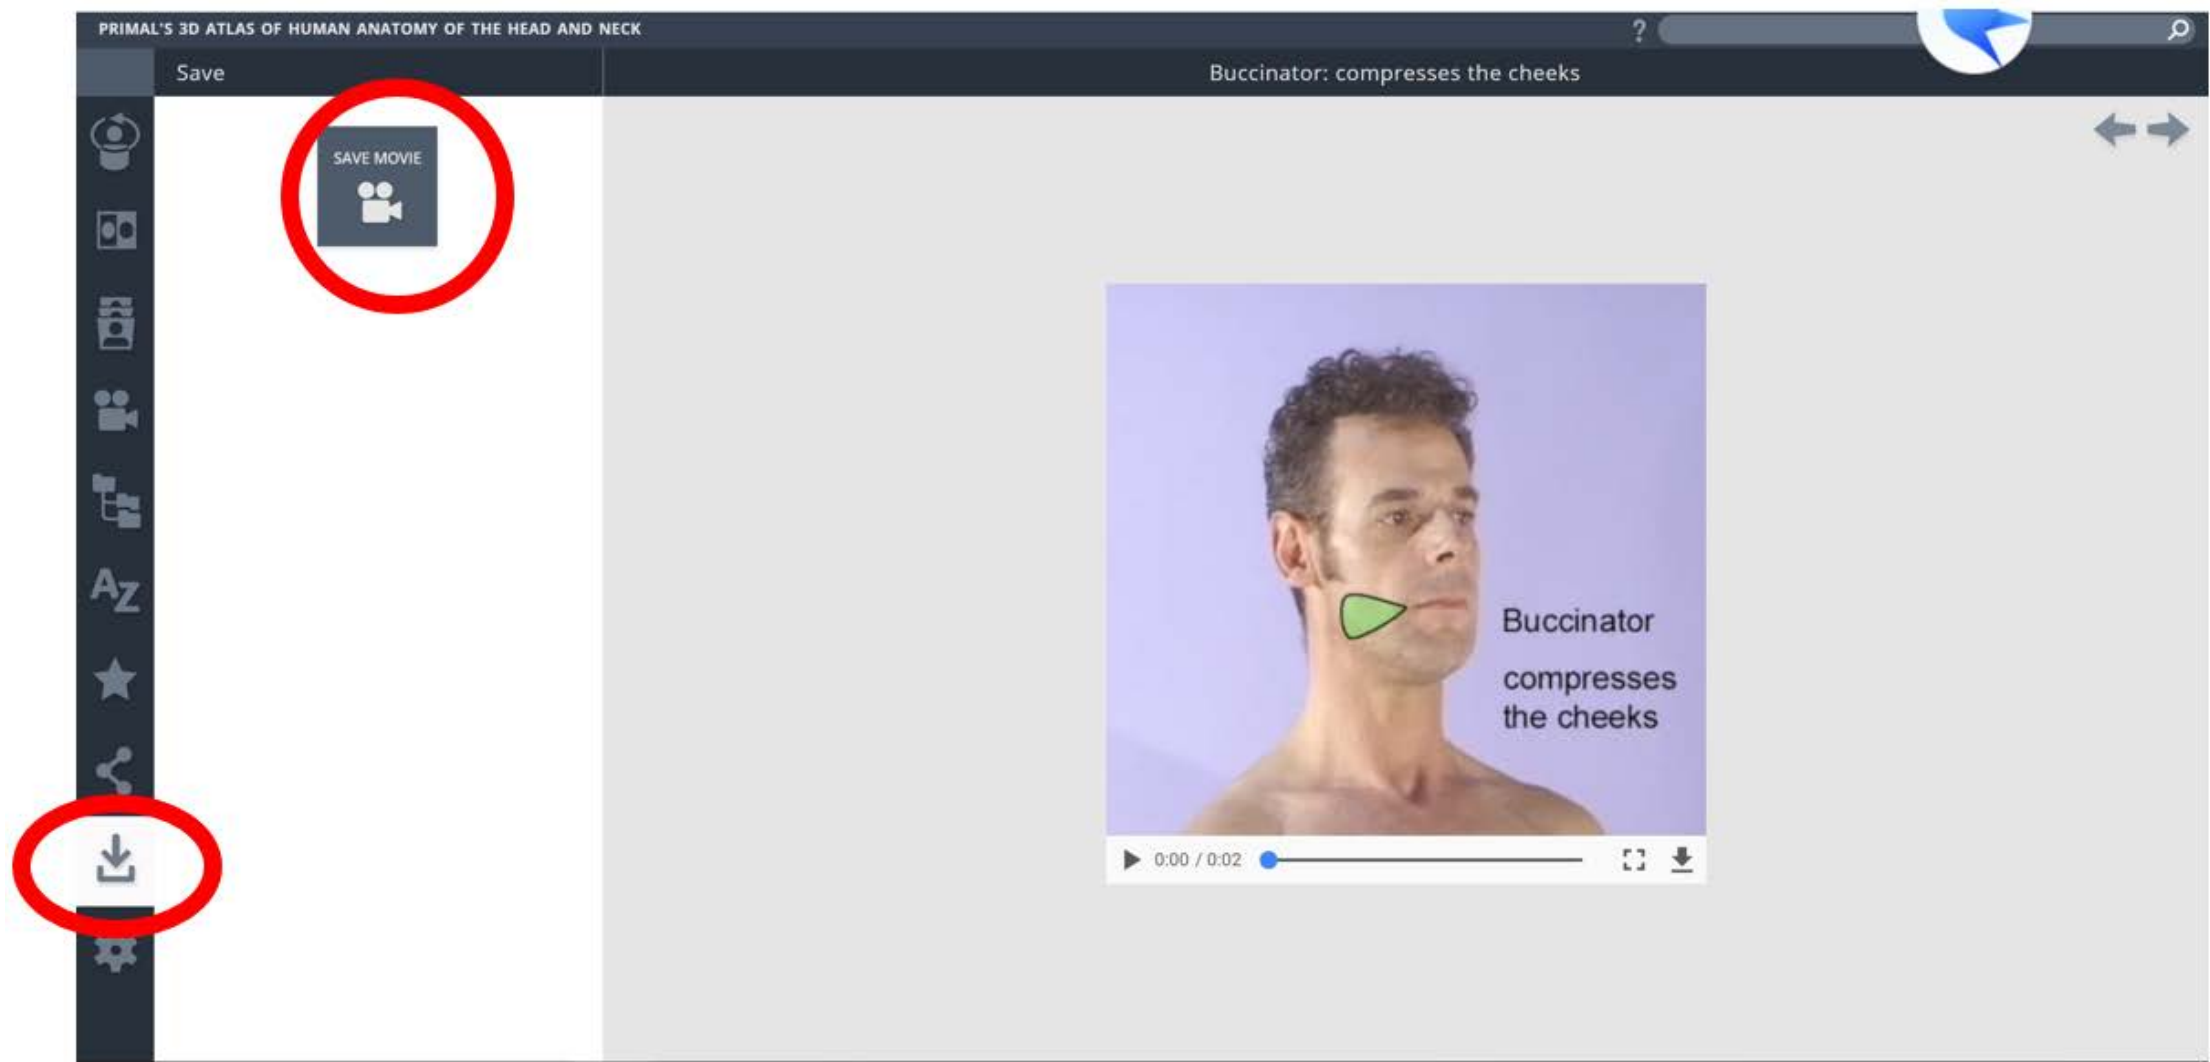 PRIMAL'S 3D ATLAS OF HUMAN ANATOMY OF THE HEAD AND NECK
?
Save
Buccinator: compresses the cheeks
SAVE MOVIE
AZ
Buccinator
compresses
the cheeks
0:00 / 0:02